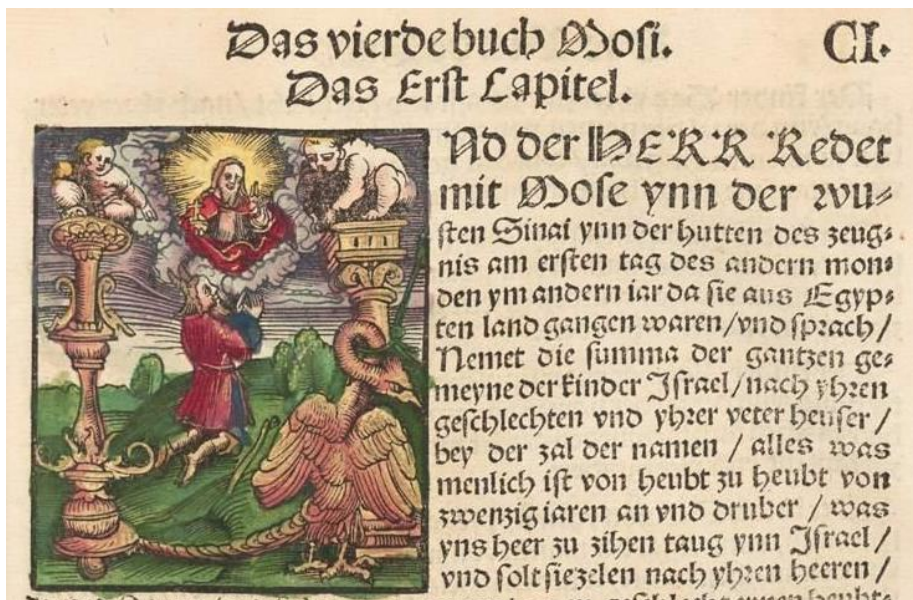 Das vierde buch Mosi. CI.
Das Erst Capitel.
Nd der HERR Redet
mit Mose ynn der wu⸗
sten Sinai ynn der hutten des zeug⸗
nis am ersten tag des andern mon⸗
den ym andern iar da sie aus Egyp⸗
ten land gangen waren/vnd sprach/
Nemet die summa der gantzen ge⸗
meyne der kinder Israel/nach yhren
geschlechten vnd yhrer veter heuser/
bey der zal der namen / alles was
menlich ist von heubt zu heubt von
zwenzig iaren an vnd druber / was
yns heer zu zihen taug ynn Israel/
vnd solt sie zelen nach yhren heeren/